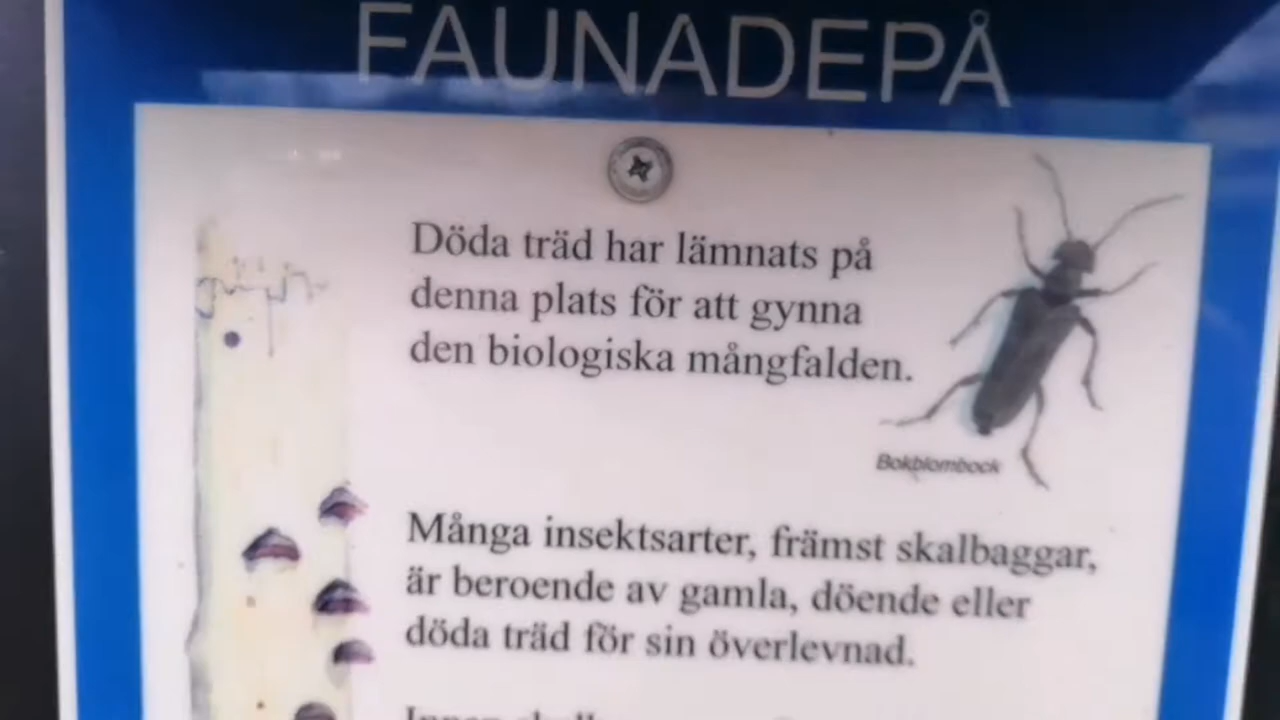 FAUNADEPÅ
Döda träd har lämnats på
denna plats för att gynna
den biologiska mångfalden.
Bokblombock
Många insektsarter, främst skalbaggar,
är beroende av gamla, döende eller
döda träd för sin överlevnad.